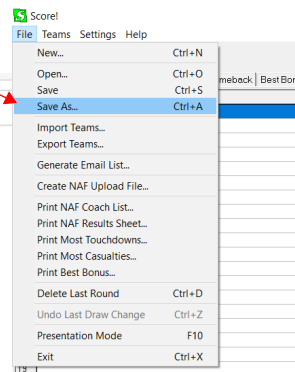 Score!
File Teams Settings Help
New... Ctrl+N
Open... Ctrl+O
Save Ctrl+S
Save As... Ctrl+A
Import Teams...
Export Teams...
Generate Email List...
Create NAF Upload File...
Print NAF Coach List...
Print NAF Results Sheet...
Print Most Touchdowns...
Print Most Casualties...
Print Best Bonus...
Delete Last Round Ctrl+D
Undo Last Draw Change Ctrl+Z
Presentation Mode F10
Exit Ctrl+X
meback Best Bon
19